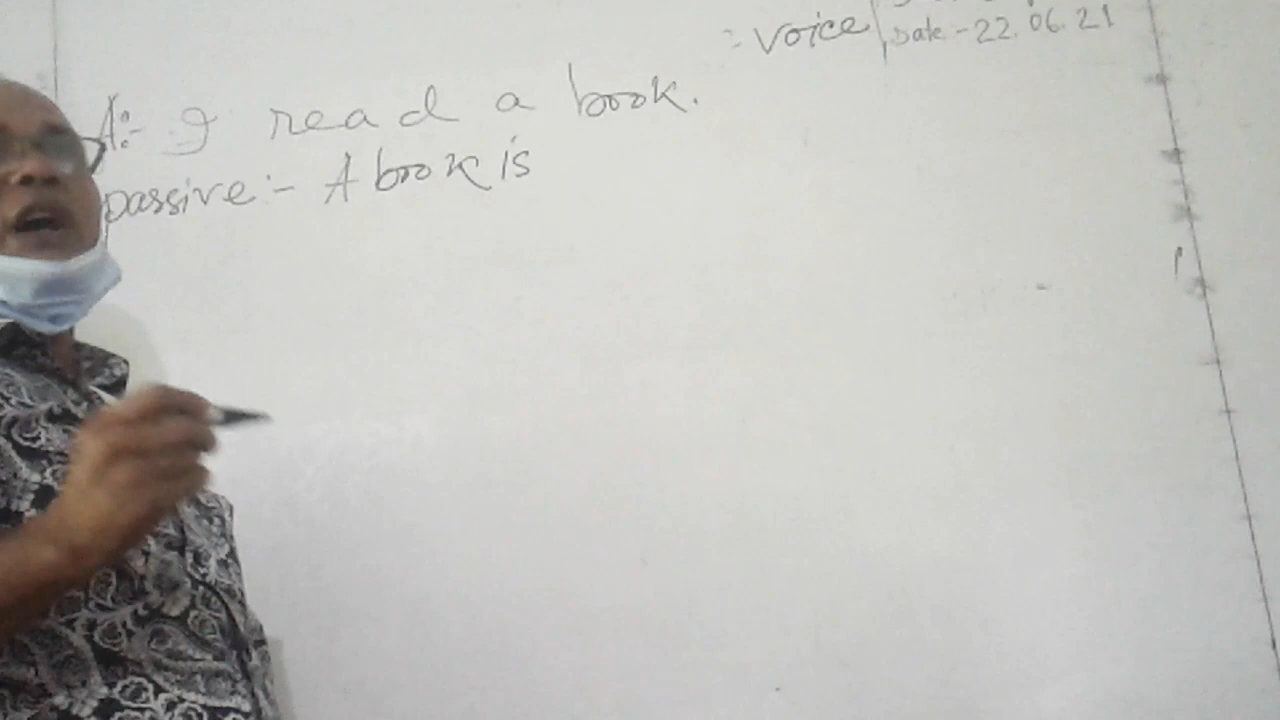 : Voice
Date - 22.06.21
A:- I read a book.
passive:- A book is